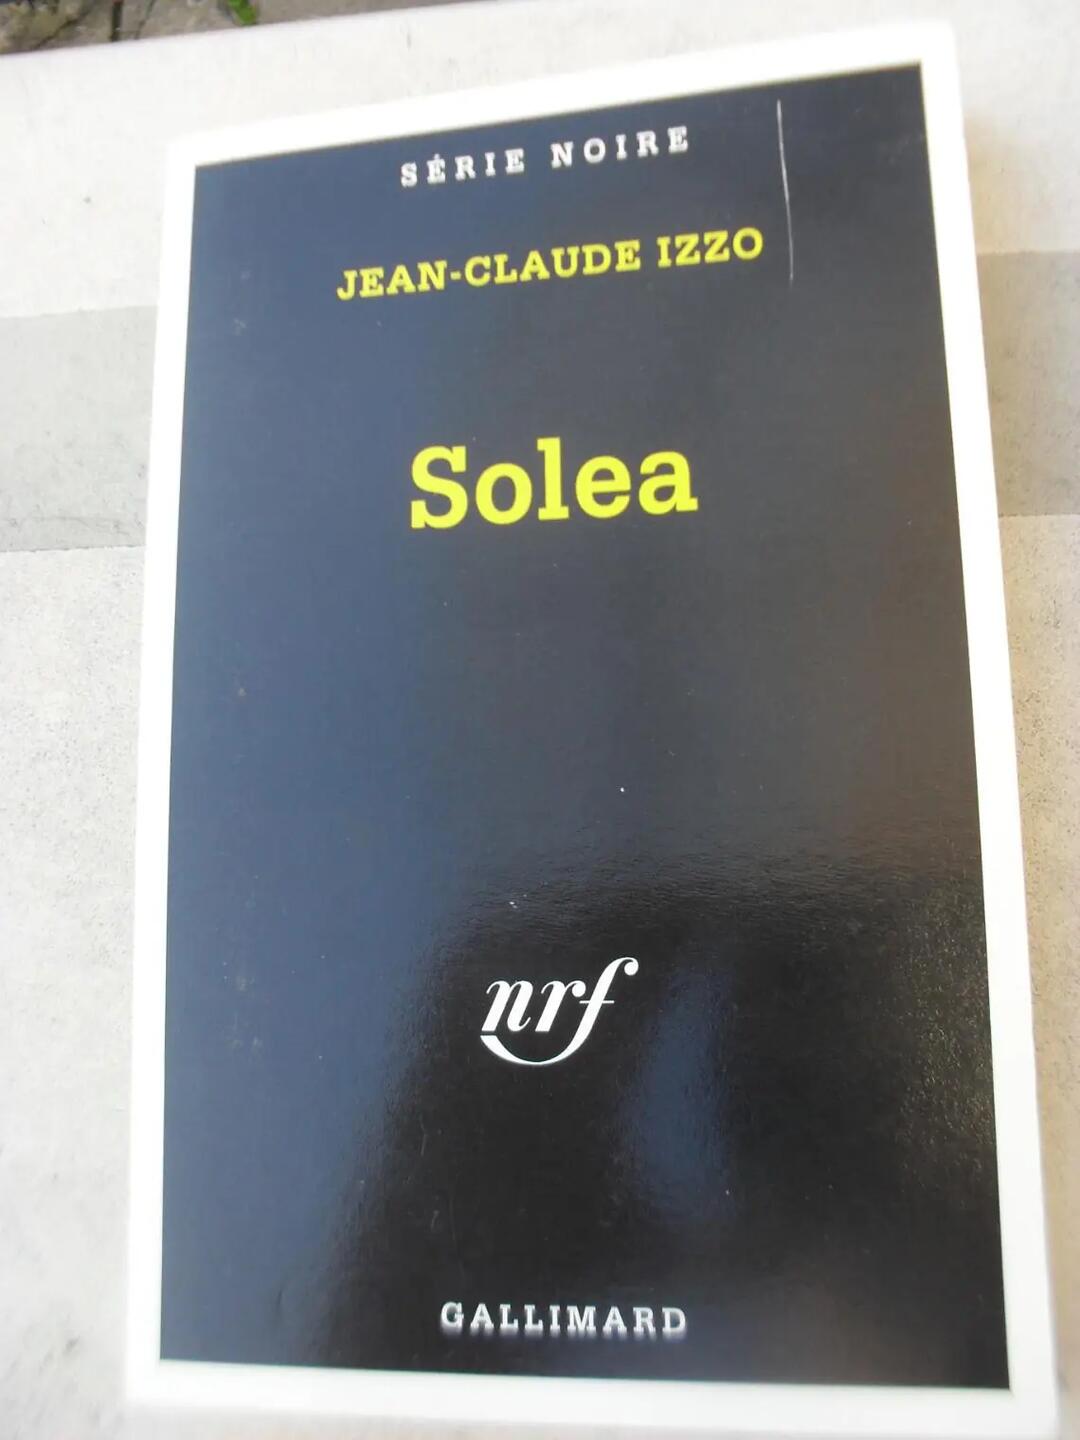 SÉRIE NOIRE
JEAN-CLAUDE IZZO
Solea
nrf
GALLIMARD